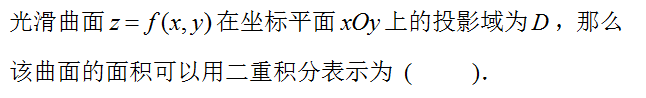 光滑曲面 z = f(x, y) 在坐标平面 xOy 上的投影域为 D，那么
该曲面的面积可以用二重积分表示为 (　　).